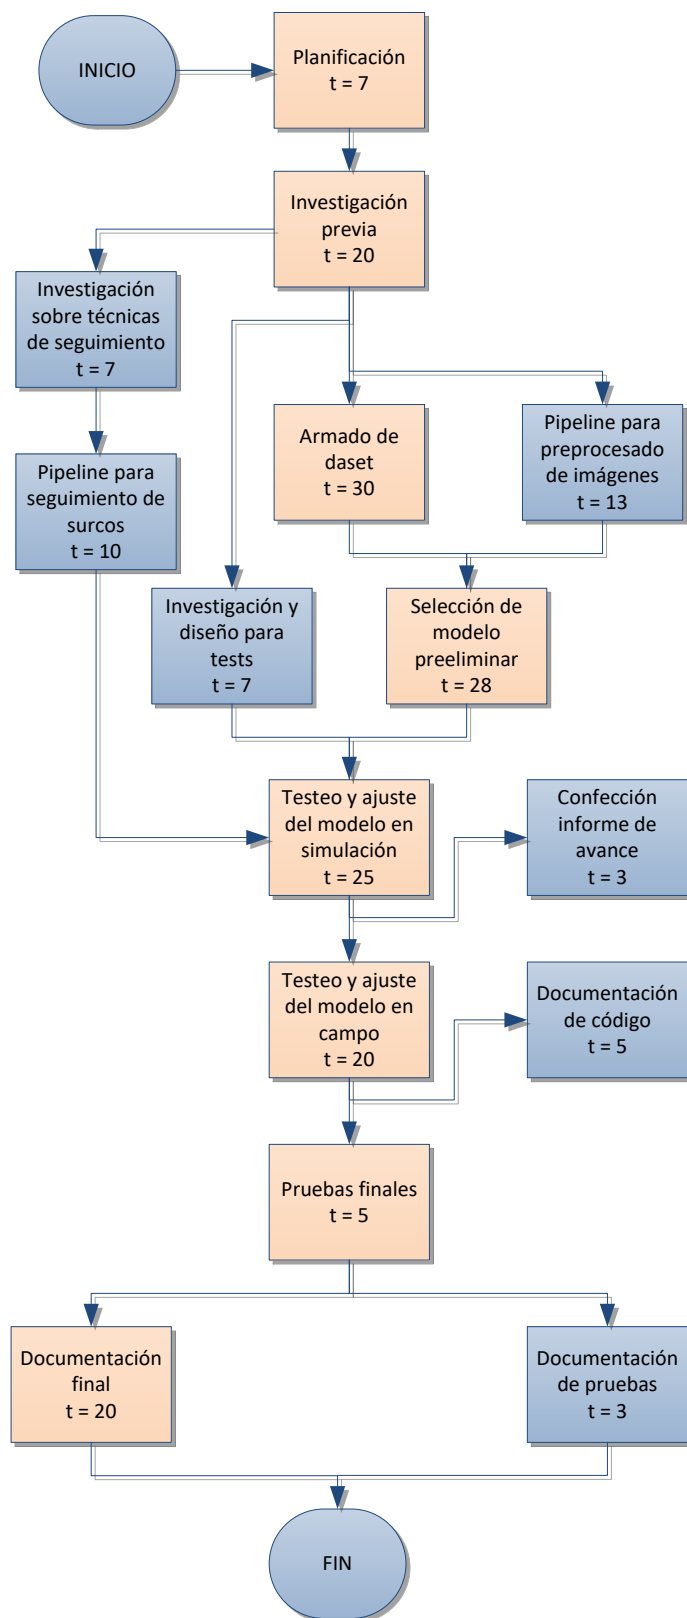 INICIO
Planificación
t = 7
Investigación
previa
t = 20
Investigación
sobre técnicas
de seguimiento
t = 7
Armado de
daset
t = 30
Pipeline para
preprocesado
de imágenes
t = 13
Pipeline para
seguimiento de
surcos
t = 10
Investigación y
diseño para
tests
t = 7
Selección de
modelo
preeliminar
t = 28
Testeo y ajuste
del modelo en
simulación
t = 25
Confección
informe de
avance
t = 3
Testeo y ajuste
del modelo en
campo
t = 20
Documentación
de código
t = 5
Pruebas finales
t = 5
Documentación
final
t = 20
Documentación
de pruebas
t = 3
FIN